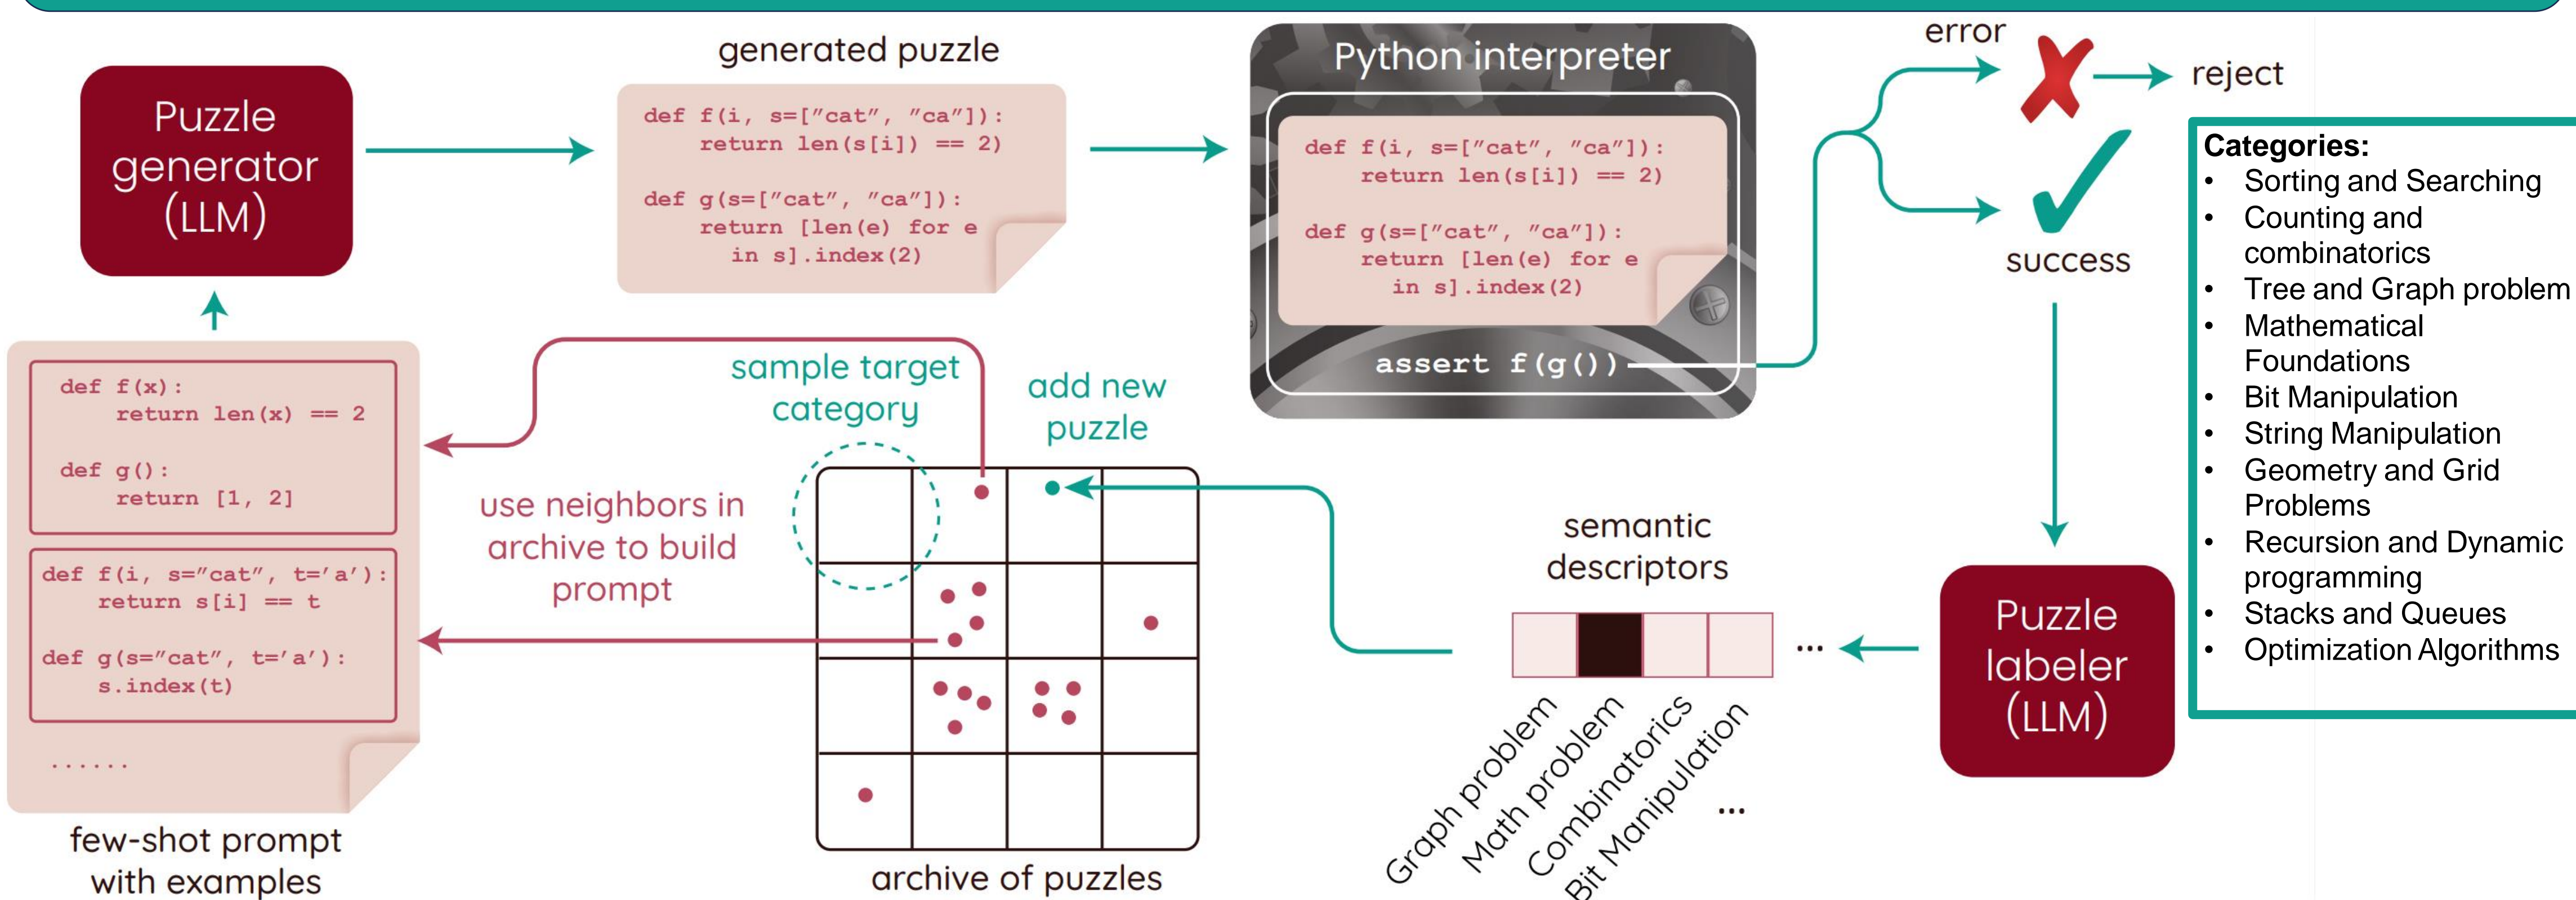 Puzzle
generator
(LLM)
generated puzzle
def f(i, s=["cat", "ca"]):
return len(s[i]) == 2)
def g(s=["cat", "ca"]):
return [len(e) for e
in s].index(2)
Python interpreter
def f(i, s=["cat", "ca"]):
return len(s[i]) == 2)
def g(s=["cat", "ca"]):
return [len(e) for e
in s].index(2)
assert f(g())
error
reject
success
Categories:
• Sorting and Searching
• Counting and
combinatorics
• Tree and Graph problem
• Mathematical
Foundations
• Bit Manipulation
• String Manipulation
• Geometry and Grid
Problems
• Recursion and Dynamic
programming
• Stacks and Queues
• Optimization Algorithms
def f(x):
return len(x) == 2
def g():
return [1, 2]
def f(i, s="cat", t='a'):
return s[i] == t
def g(s="cat", t='a'):
s.index(t)
......
few-shot prompt
with examples
use neighbors in
archive to build
prompt
sample target
category
add new
puzzle
archive of puzzles
semantic
descriptors
...
Graph problem
Math problem
Combinatorics
Bit Manipulation
...
Puzzle
labeler
(LLM)